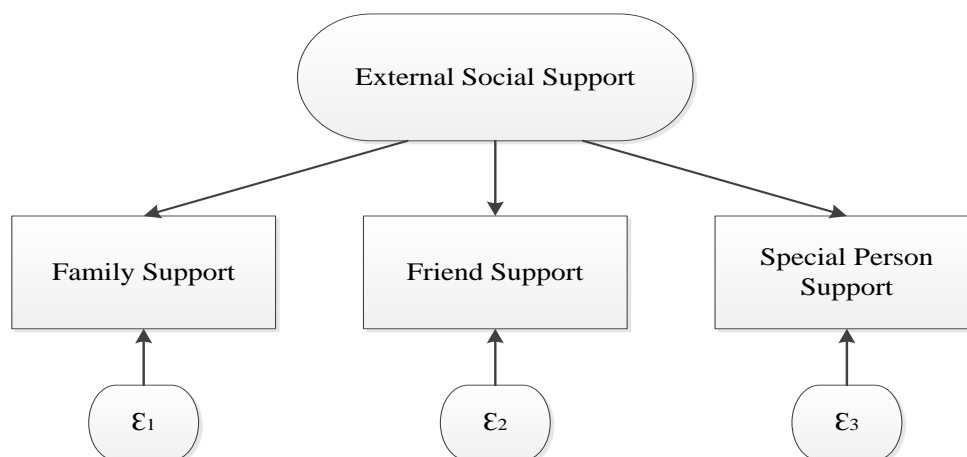 External Social Support
Family Support
Friend Support
Special Person
Support
ε1
ε2
ε3